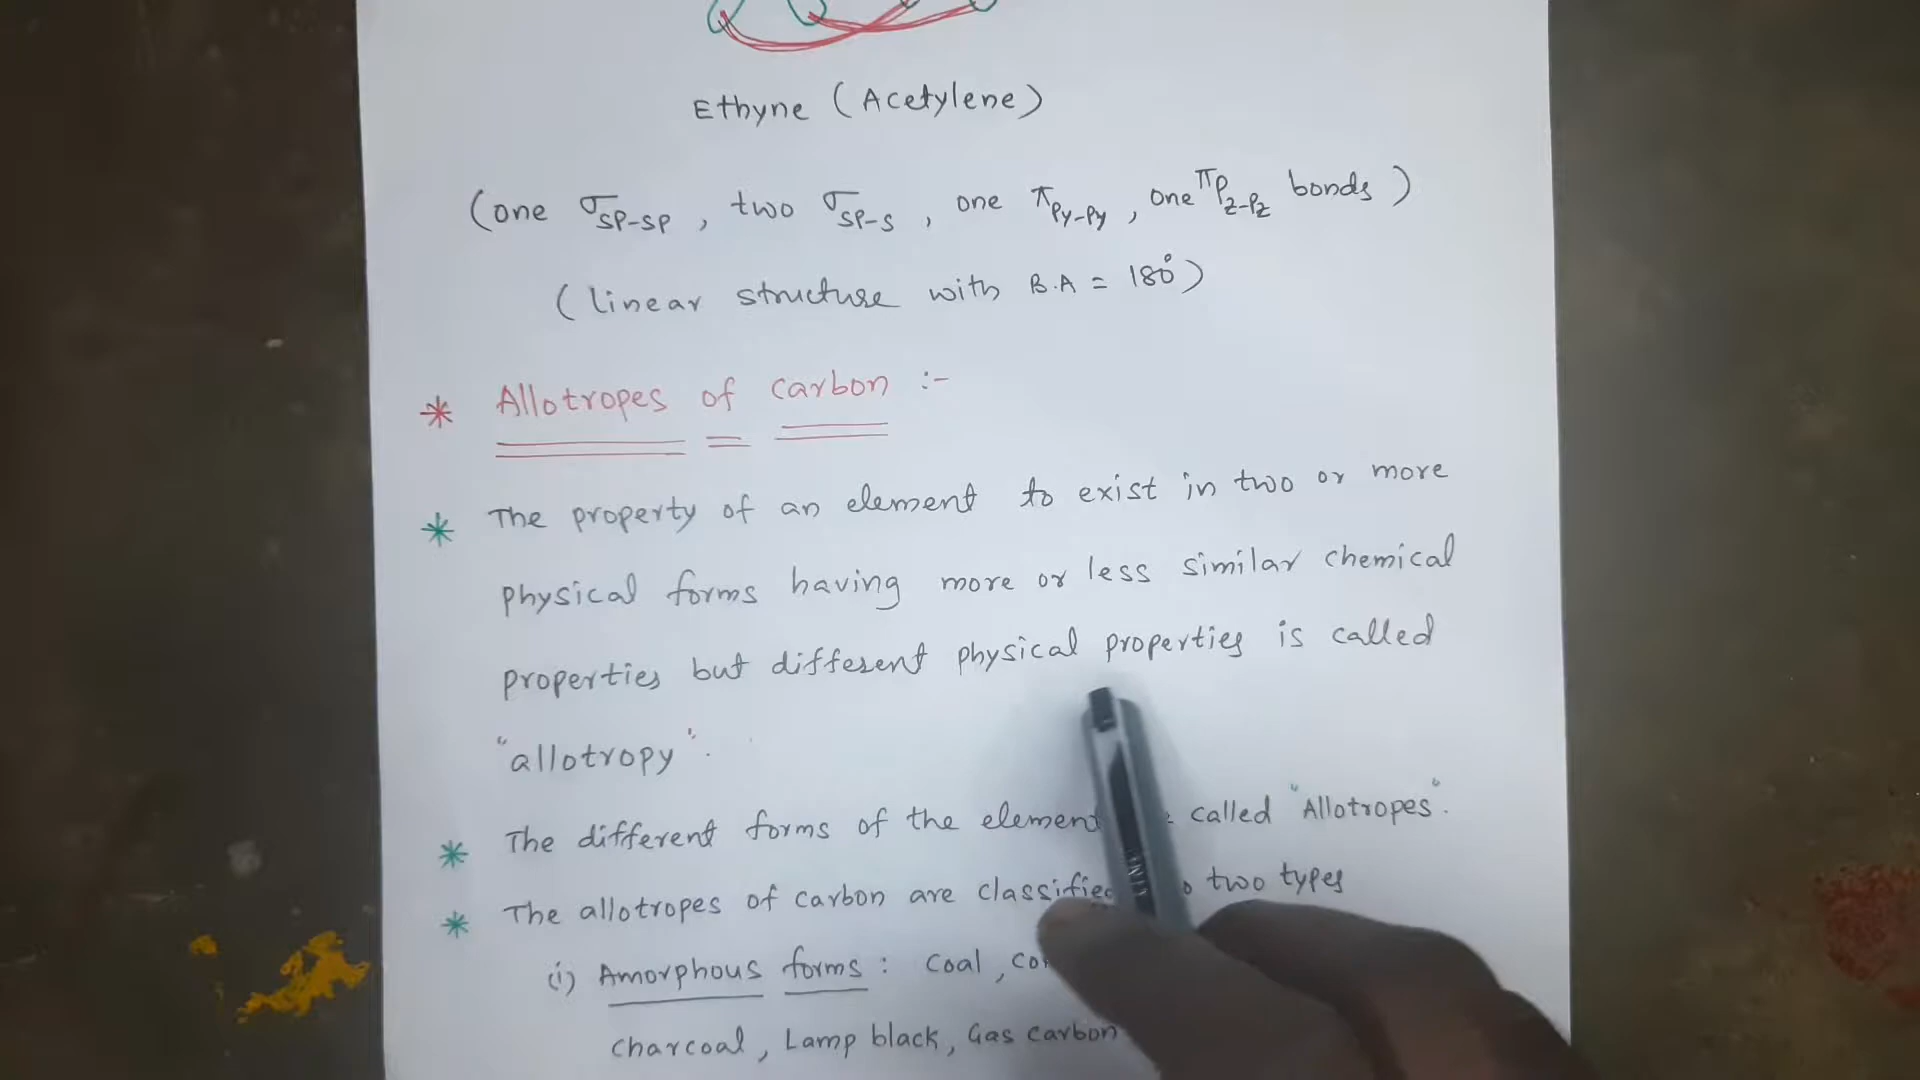 Ethyne (Acetylene)
(one σsp-sp, two σsp-s, one πpy-py, one πPz-Pz bonds)
(linear structure with B.A = 180°)
* Allotropes of carbon :-
* The property of an element to exist in two or more
physical forms having more or less similar chemical
properties but different physical properties is called
"allotropy".
* The different forms of the element called "Allotropes".
* The allotropes of carbon are classified two types
(i) Amorphous forms : coal,
charcoal, Lamp black, Gas carbon